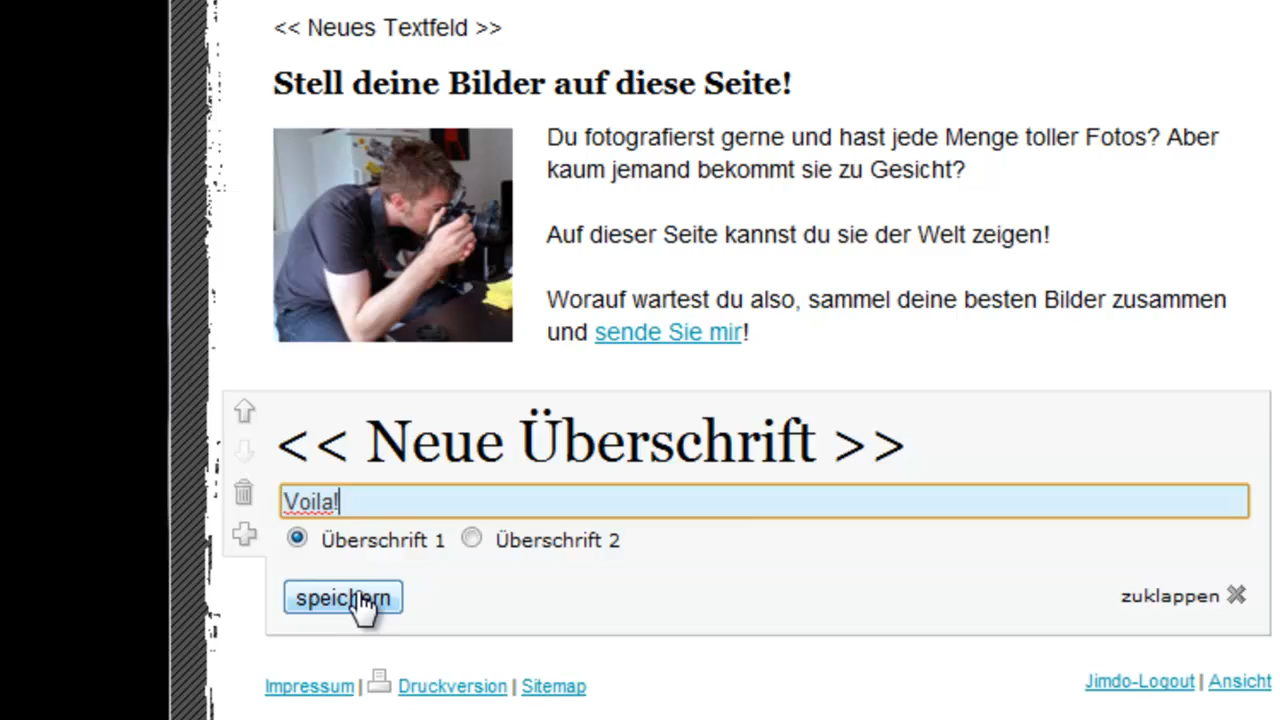 << Neues Textfeld >>
Stell deine Bilder auf diese Seite!
Du fotografierst gerne und hast jede Menge toller Fotos? Aber
kaum jemand bekommt sie zu Gesicht?
Auf dieser Seite kannst du sie der Welt zeigen!
Worauf wartest du also, sammel deine besten Bilder zusammen
und sende Sie mir!
<< Neue Überschrift >>
Voila!
Überschrift 1 Überschrift 2
speichern zuklappen
Impressum | Druckversion | Sitemap Jimdo-Logout | Ansicht